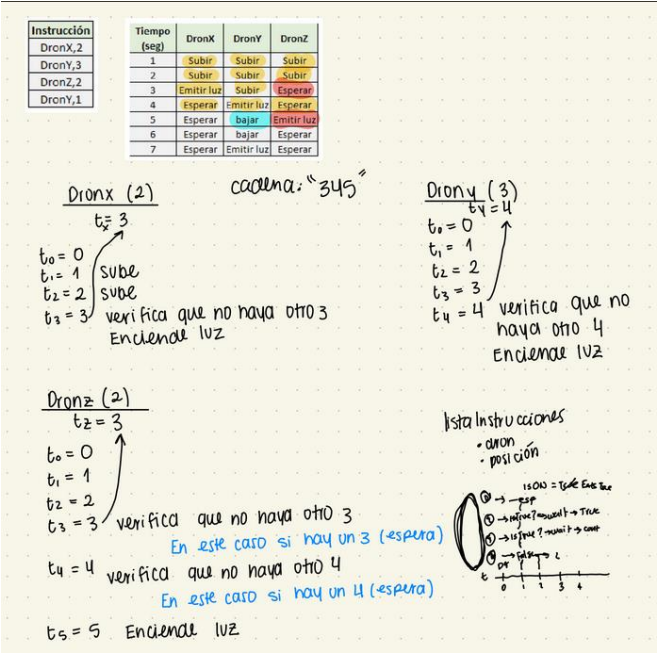 Instrucción
DronX,2
DronY,3
DronZ,2
DronY,1
Tiempo (seg) DronX DronY DronZ
1 Subir Subir Subir
2 Subir Subir Subir
3 Emitir luz Subir Esperar
4 Esperar Emitir luz Esperar
5 Esperar bajar Emitir luz
6 Esperar bajar Esperar
7 Esperar Emitir luz Esperar
cadena: "345"
Dronx (2)
tx = 3
t0 = 0
t1 = 1 sube
t2 = 2 sube
t3 = 3 verifica que no haya otro 3
Enciende luz
Drony (3)
ty = 4
t0 = 0
t1 = 1
t2 = 2
t3 = 3
t4 = 4 verifica que no
haya otro 4
Enciende luz
Dronz (2)
tz = 3
t0 = 0
t1 = 1
t2 = 2
t3 = 3 verifica que no haya otro 3
En este caso si hay un 3 (espera)
t4 = 4 verifica que no haya otro 4
En este caso si hay un 4 (espera)
t5 = 5 Enciende luz
lista Instrucciones
• dron
• posición
t 0 1 2 3 4